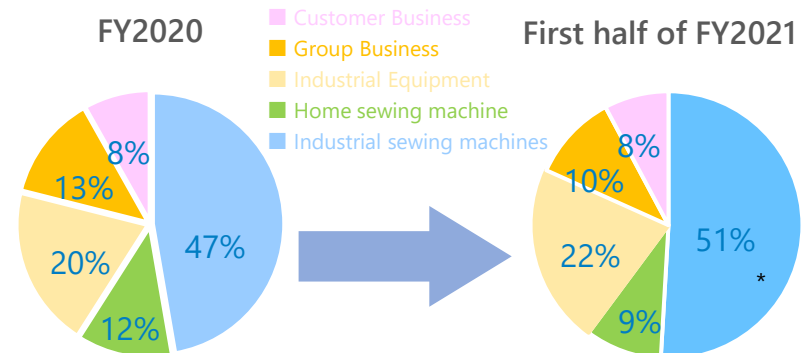 FY2020
Customer Business
Group Business
Industrial Equipment
Home sewing machine
Industrial sewing machines
First half of FY2021
8%
13%
20%
12%
47%
8%
10%
22%
9%
51%
*